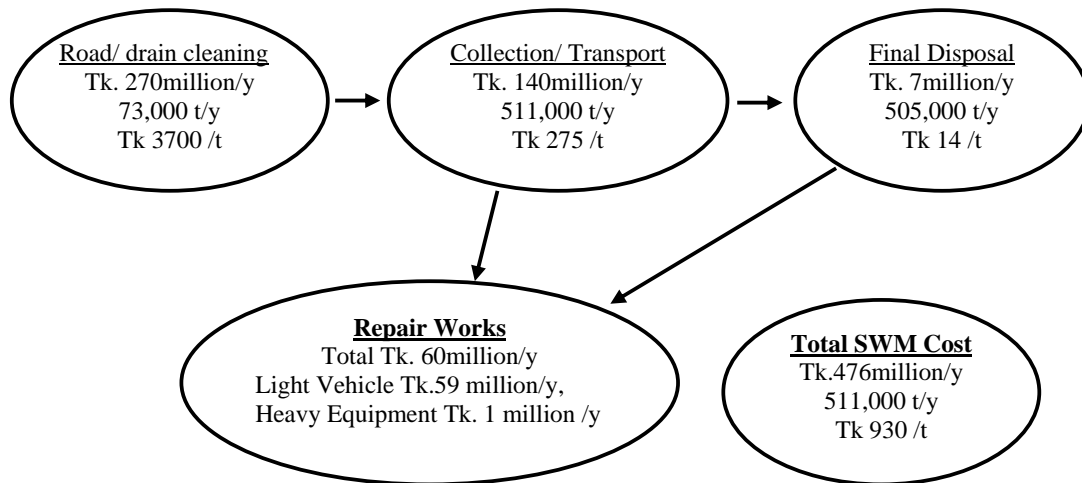 Road/ drain cleaning
Tk. 270million/y
73,000 t/y
Tk 3700 /t
Collection/ Transport
Tk. 140million/y
511,000 t/y
Tk 275 /t
Final Disposal
Tk. 7million/y
505,000 t/y
Tk 14 /t
Repair Works
Total Tk. 60million/y
Light Vehicle Tk.59 million/y,
Heavy Equipment Tk. 1 million /y
Total SWM Cost
Tk.476million/y
511,000 t/y
Tk 930 /t